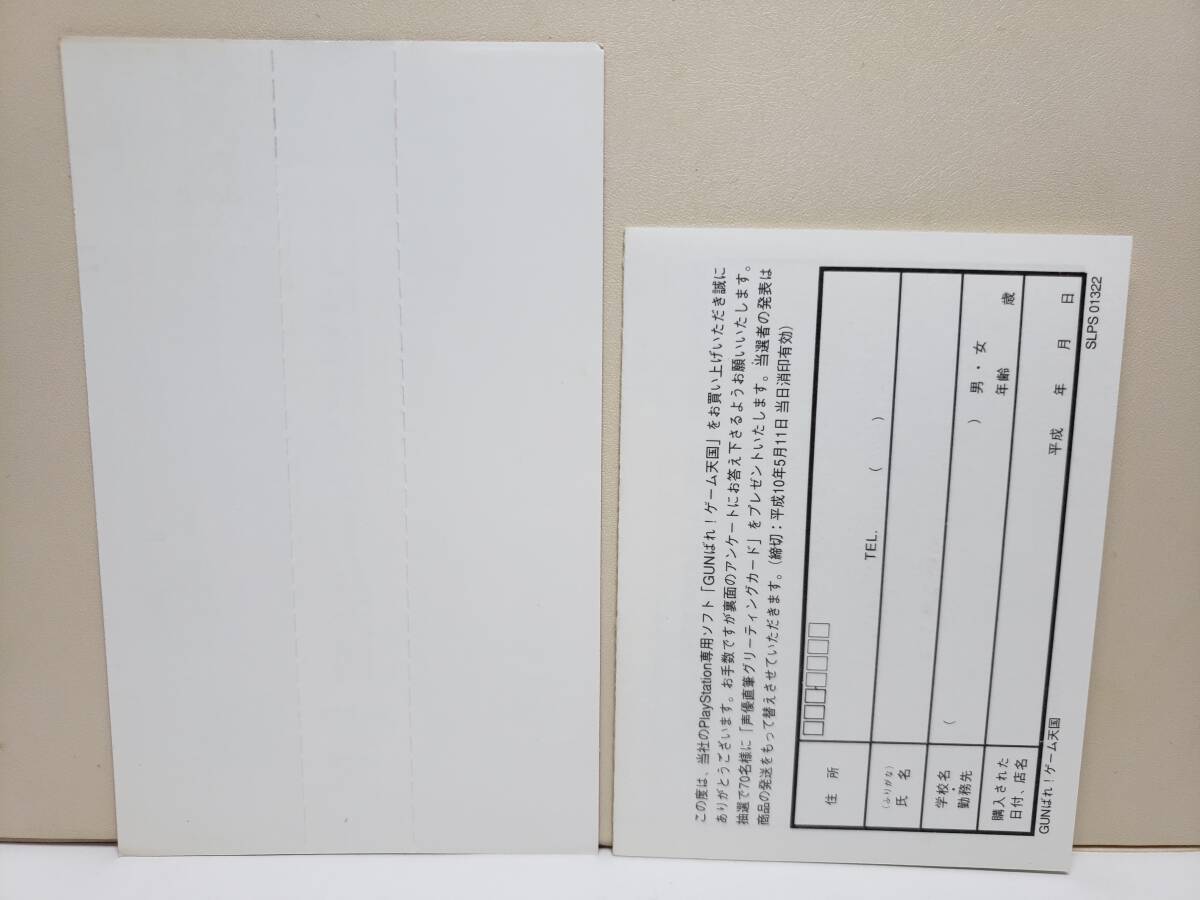 この度は、当社のPlayStation専用ソフト「GUNばれ!ゲーム天国」をお買い上げいただき誠に
ありがとうございます。お手数ですが裏面のアンケートにお答え下さるようお願いいたします。
抽選で70名様に「声優直筆グリーティングカード」をプレゼントいたします。当選者の発表は
商品の発送をもって替えさせていただきます。(締切:平成10年5月11日 当日消印有効)
住 所
TEL. ( )
(ふりがな)
氏 名
学校名・勤務先
( ) 男・女
購入された
日付、店名
年齢 歳
平成 年 月 日
GUNばれ!ゲーム天国
SLPS 01322